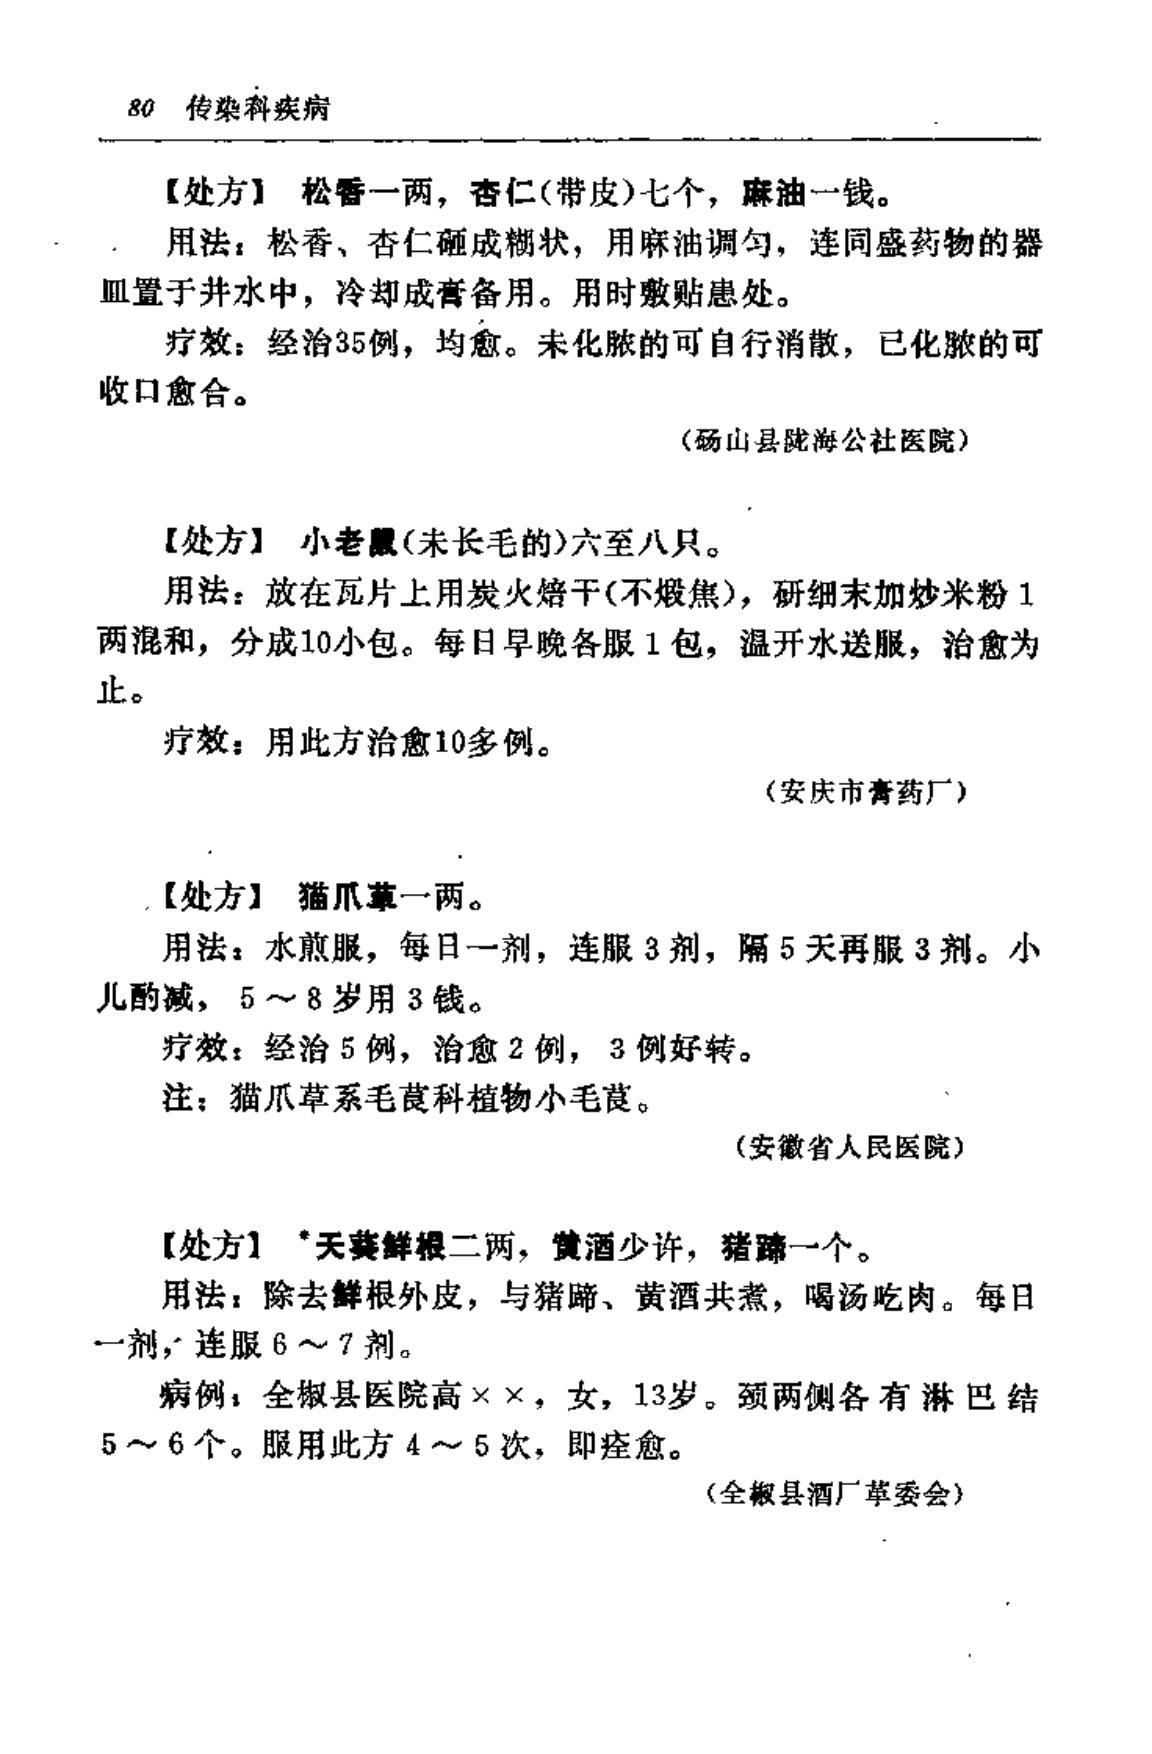 80 传染科疾病
【处方】 松香一两，杏仁(带皮)七个，麻油一钱。
用法：松香、杏仁砸成糊状，用麻油调匀，连同盛药物的器
皿置于井水中，冷却成膏备用。用时敷贴患处。
疗效：经治35例，均愈。未化脓的可自行消散，已化脓的可
收口愈合。
（砀山县陇海公社医院）
【处方】 小老鼠(未长毛的)六至八只。
用法：放在瓦片上用炭火焙干(不煅焦)，研细末加炒米粉1
两混和，分成10小包。每日早晚各服1包，温开水送服，治愈为
止。
疗效：用此方治愈10多例。
（安庆市膏药厂）
【处方】 猫爪草一两。
用法：水煎服，每日一剂，连服3剂，隔5天再服3剂。小
儿酌减，5～8岁用3钱。
疗效：经治5例，治愈2例，3例好转。
注：猫爪草系毛茛科植物小毛茛。
（安徽省人民医院）
【处方】 *天葵鲜根二两，黄酒少许，猪蹄一个。
用法：除去鲜根外皮，与猪蹄、黄酒共煮，喝汤吃肉。每日
一剂，连服6～7剂。
病例：全椒县医院高××，女，13岁。颈两侧各有淋巴结
5～6个。服用此方4～5次，即痊愈。
（全椒县酒厂革委会）